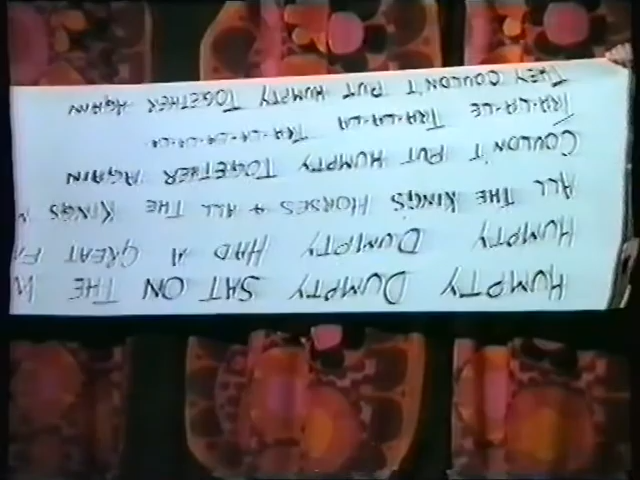 HUMPTY DUMPTY SAT ON THE
HUMPTY DUMPTY HAD A GREAT
ALL THE KING'S HORSES & ALL THE KINGS
COULDN'T PUT HUMPTY TOGETHER AGAIN
TRA-LA-LE TRA-LA-LA TRA-LA-LA-LA
THEY COULDN'T PUT HUMPTY TOGETHER AGAIN